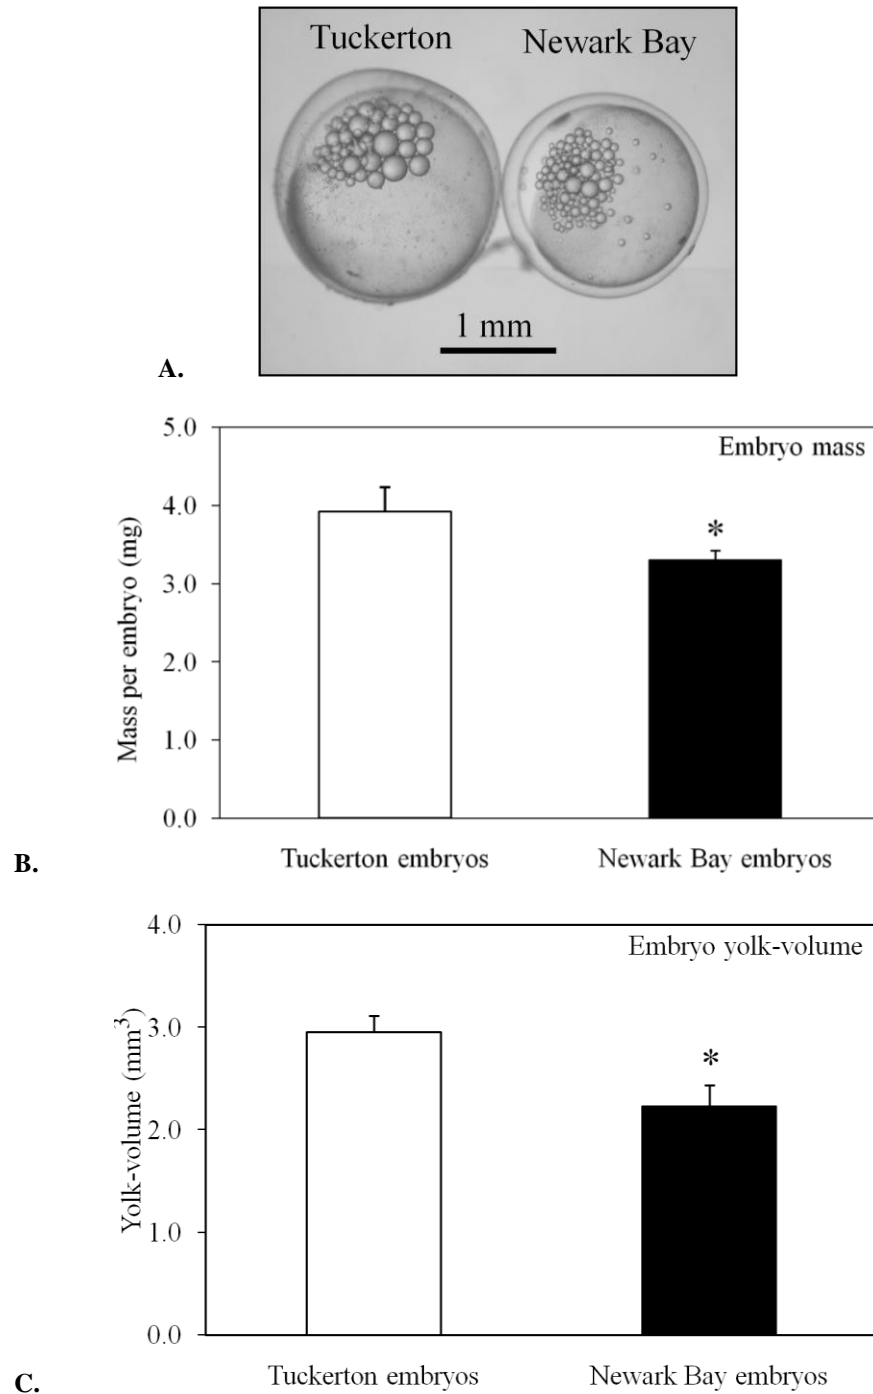 Tuckerton Newark Bay
1 mm
A.
5.0
Embryo mass
4.0
*
3.0
2.0
1.0
0.0
Mass per embryo (mg)
Tuckerton embryos Newark Bay embryos
B.
4.0
Embryo yolk-volume
3.0
*
2.0
1.0
0.0
Yolk-volume (mm³)
Tuckerton embryos Newark Bay embryos
C.